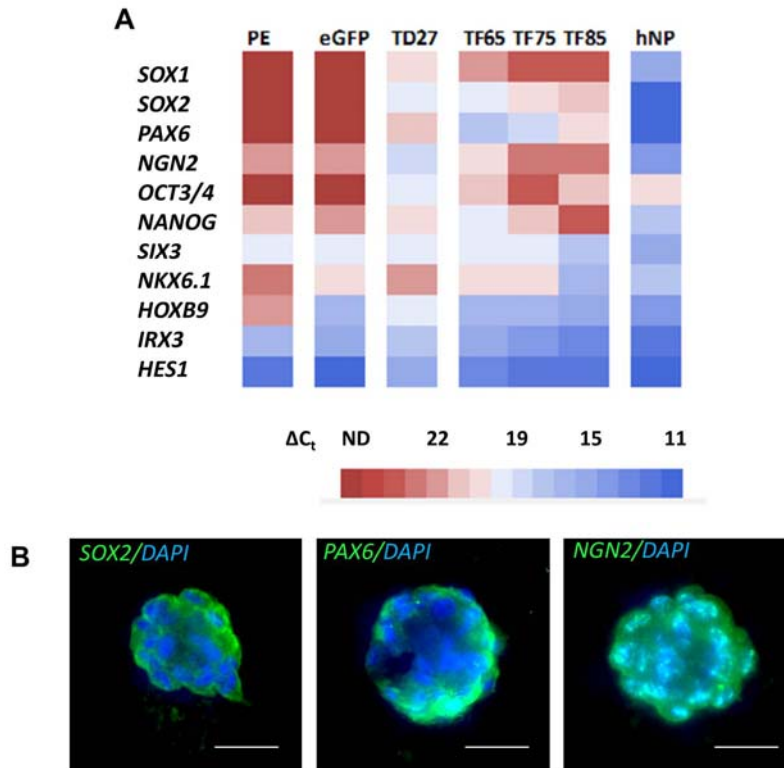 A
PE eGFP TD27 TF65 TF75 TF85 hNP
SOX1
SOX2
PAX6
NGN2
OCT3/4
NANOG
SIX3
NKX6.1
HOXB9
IRX3
HES1
ΔCt ND 22 19 15 11
B
SOX2/DAPI PAX6/DAPI NGN2/DAPI